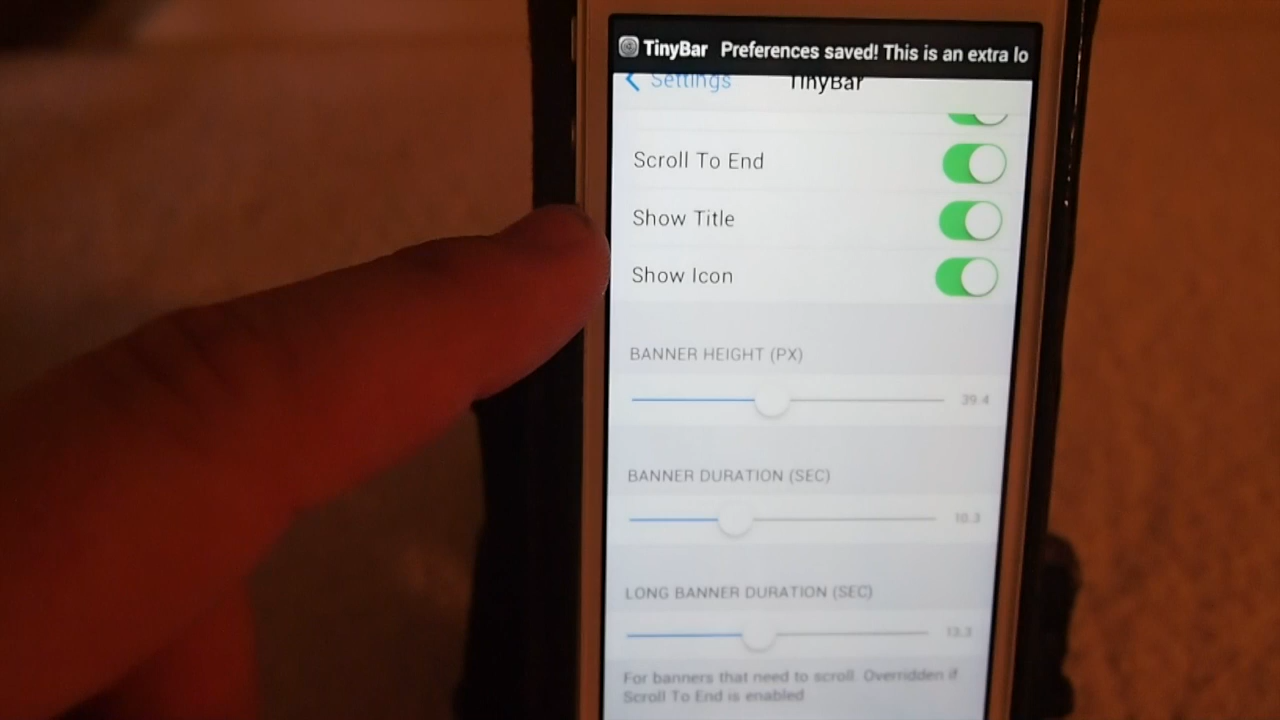 TinyBar Preferences saved! This is an extra lo
Settings TinyBar
Scroll To End
Show Title
Show Icon
BANNER HEIGHT (PX)
39.4
BANNER DURATION (SEC)
10.3
LONG BANNER DURATION (SEC)
13.3
For banners that need to scroll. Overridden if
Scroll To End is enabled